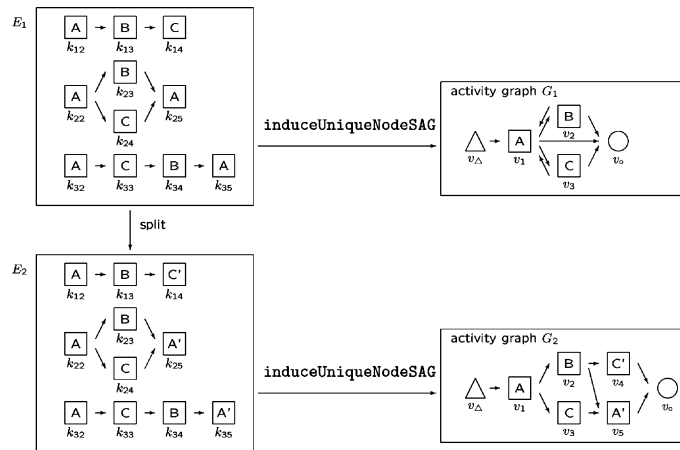 E₁
A B C
k₁₂ k₁₃ k₁₄
B
k₂₃
A A
k₂₂ k₂₅
C
k₂₄
A C B A
k₃₂ k₃₃ k₃₄ k₃₅
induceUniqueNodeSAG
activity graph G₁
B
v₂
A
v△ v₁ v○
C
v₃
split
E₂
A B C'
k₁₂ k₁₃ k₁₄
B
k₂₃
A A'
k₂₂ k₂₅
C
k₂₄
A C B A'
k₃₂ k₃₃ k₃₄ k₃₅
induceUniqueNodeSAG
activity graph G₂
B C'
v₂ v₄
A
v△ v₁ v○
C A'
v₃ v₅